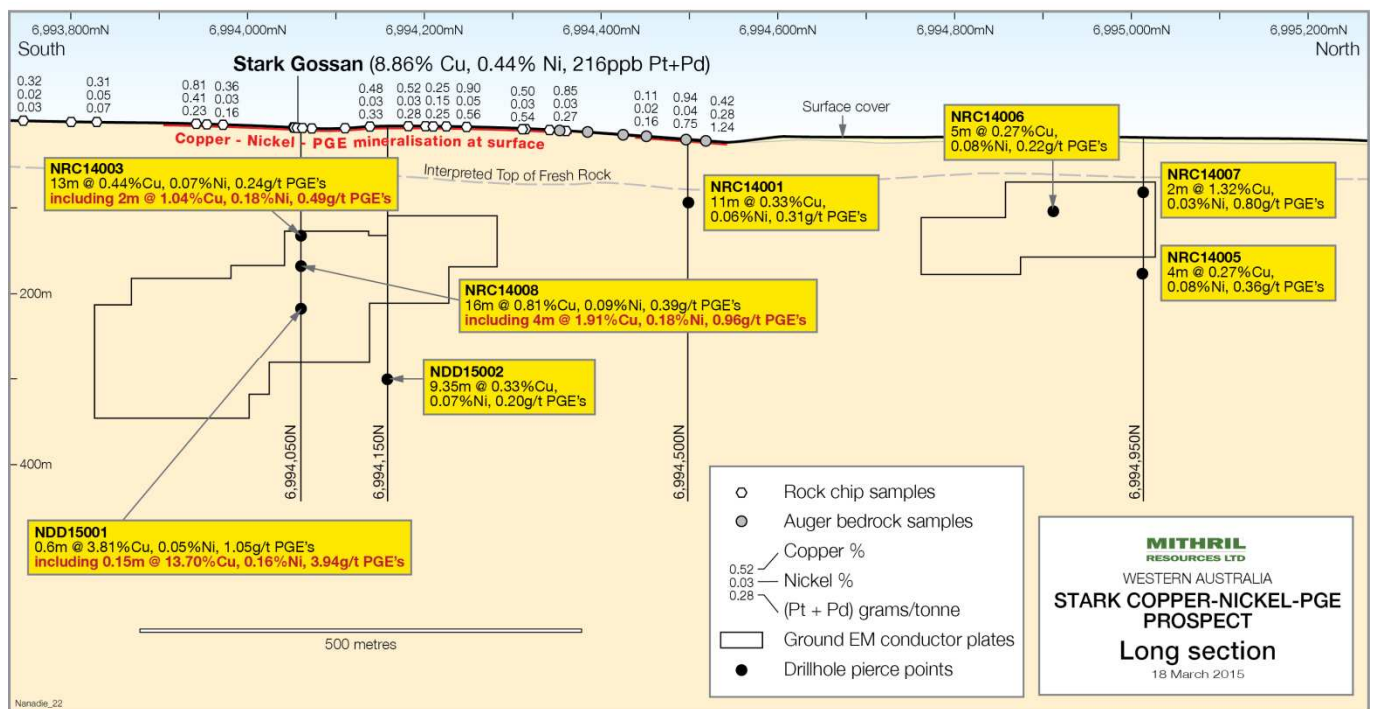 6,993,800mN
6,994,000mN
6,994,200mN
6,994,400mN
6,994,600mN
6,994,800mN
6,995,000mN
6,995,200mN
South
North
Stark Gossan (8.86% Cu, 0.44% Ni, 216ppb Pt+Pd)
0.32
0.02
0.03
0.31
0.05
0.07
0.81
0.41
0.23
0.36
0.03
0.16
0.48
0.03
0.33
0.52
0.03
0.28
0.25
0.15
0.25
0.90
0.05
0.56
0.50
0.03
0.54
0.85
0.03
0.27
0.11
0.02
0.16
0.94
0.04
0.75
0.42
0.28
1.24
Surface cover
Copper - Nickel - PGE mineralisation at surface
Interpreted Top of Fresh Rock
NRC14003
13m @ 0.44%Cu, 0.07%Ni, 0.24g/t PGE's
including 2m @ 1.04%Cu, 0.18%Ni, 0.49g/t PGE's
NRC14001
11m @ 0.33%Cu,
0.06%Ni, 0.31g/t PGE's
NRC14006
5m @ 0.27%Cu,
0.08%Ni, 0.22g/t PGE's
NRC14007
2m @ 1.32%Cu,
0.03%Ni, 0.80g/t PGE's
NRC14005
4m @ 0.27%Cu,
0.08%Ni, 0.36g/t PGE's
NRC14008
16m @ 0.81%Cu, 0.09%Ni, 0.39g/t PGE's
including 4m @ 1.91%Cu, 0.18%Ni, 0.96g/t PGE's
NDD15002
9.35m @ 0.33%Cu,
0.07%Ni, 0.20g/t PGE's
NDD15001
0.6m @ 3.81%Cu, 0.05%Ni, 1.05g/t PGE's
including 0.15m @ 13.70%Cu, 0.16%Ni, 3.94g/t PGE's
200m
400m
6,994,050N
6,994,150N
6,994,500N
6,994,950N
500 metres
Rock chip samples
Auger bedrock samples
0.52
0.03
0.28
Copper %
Nickel %
(Pt + Pd) grams/tonne
Ground EM conductor plates
Drillhole pierce points
MITHRIL
RESOURCES LTD
WESTERN AUSTRALIA
STARK COPPER-NICKEL-PGE
PROSPECT
Long section
18 March 2015
Nanadie_22